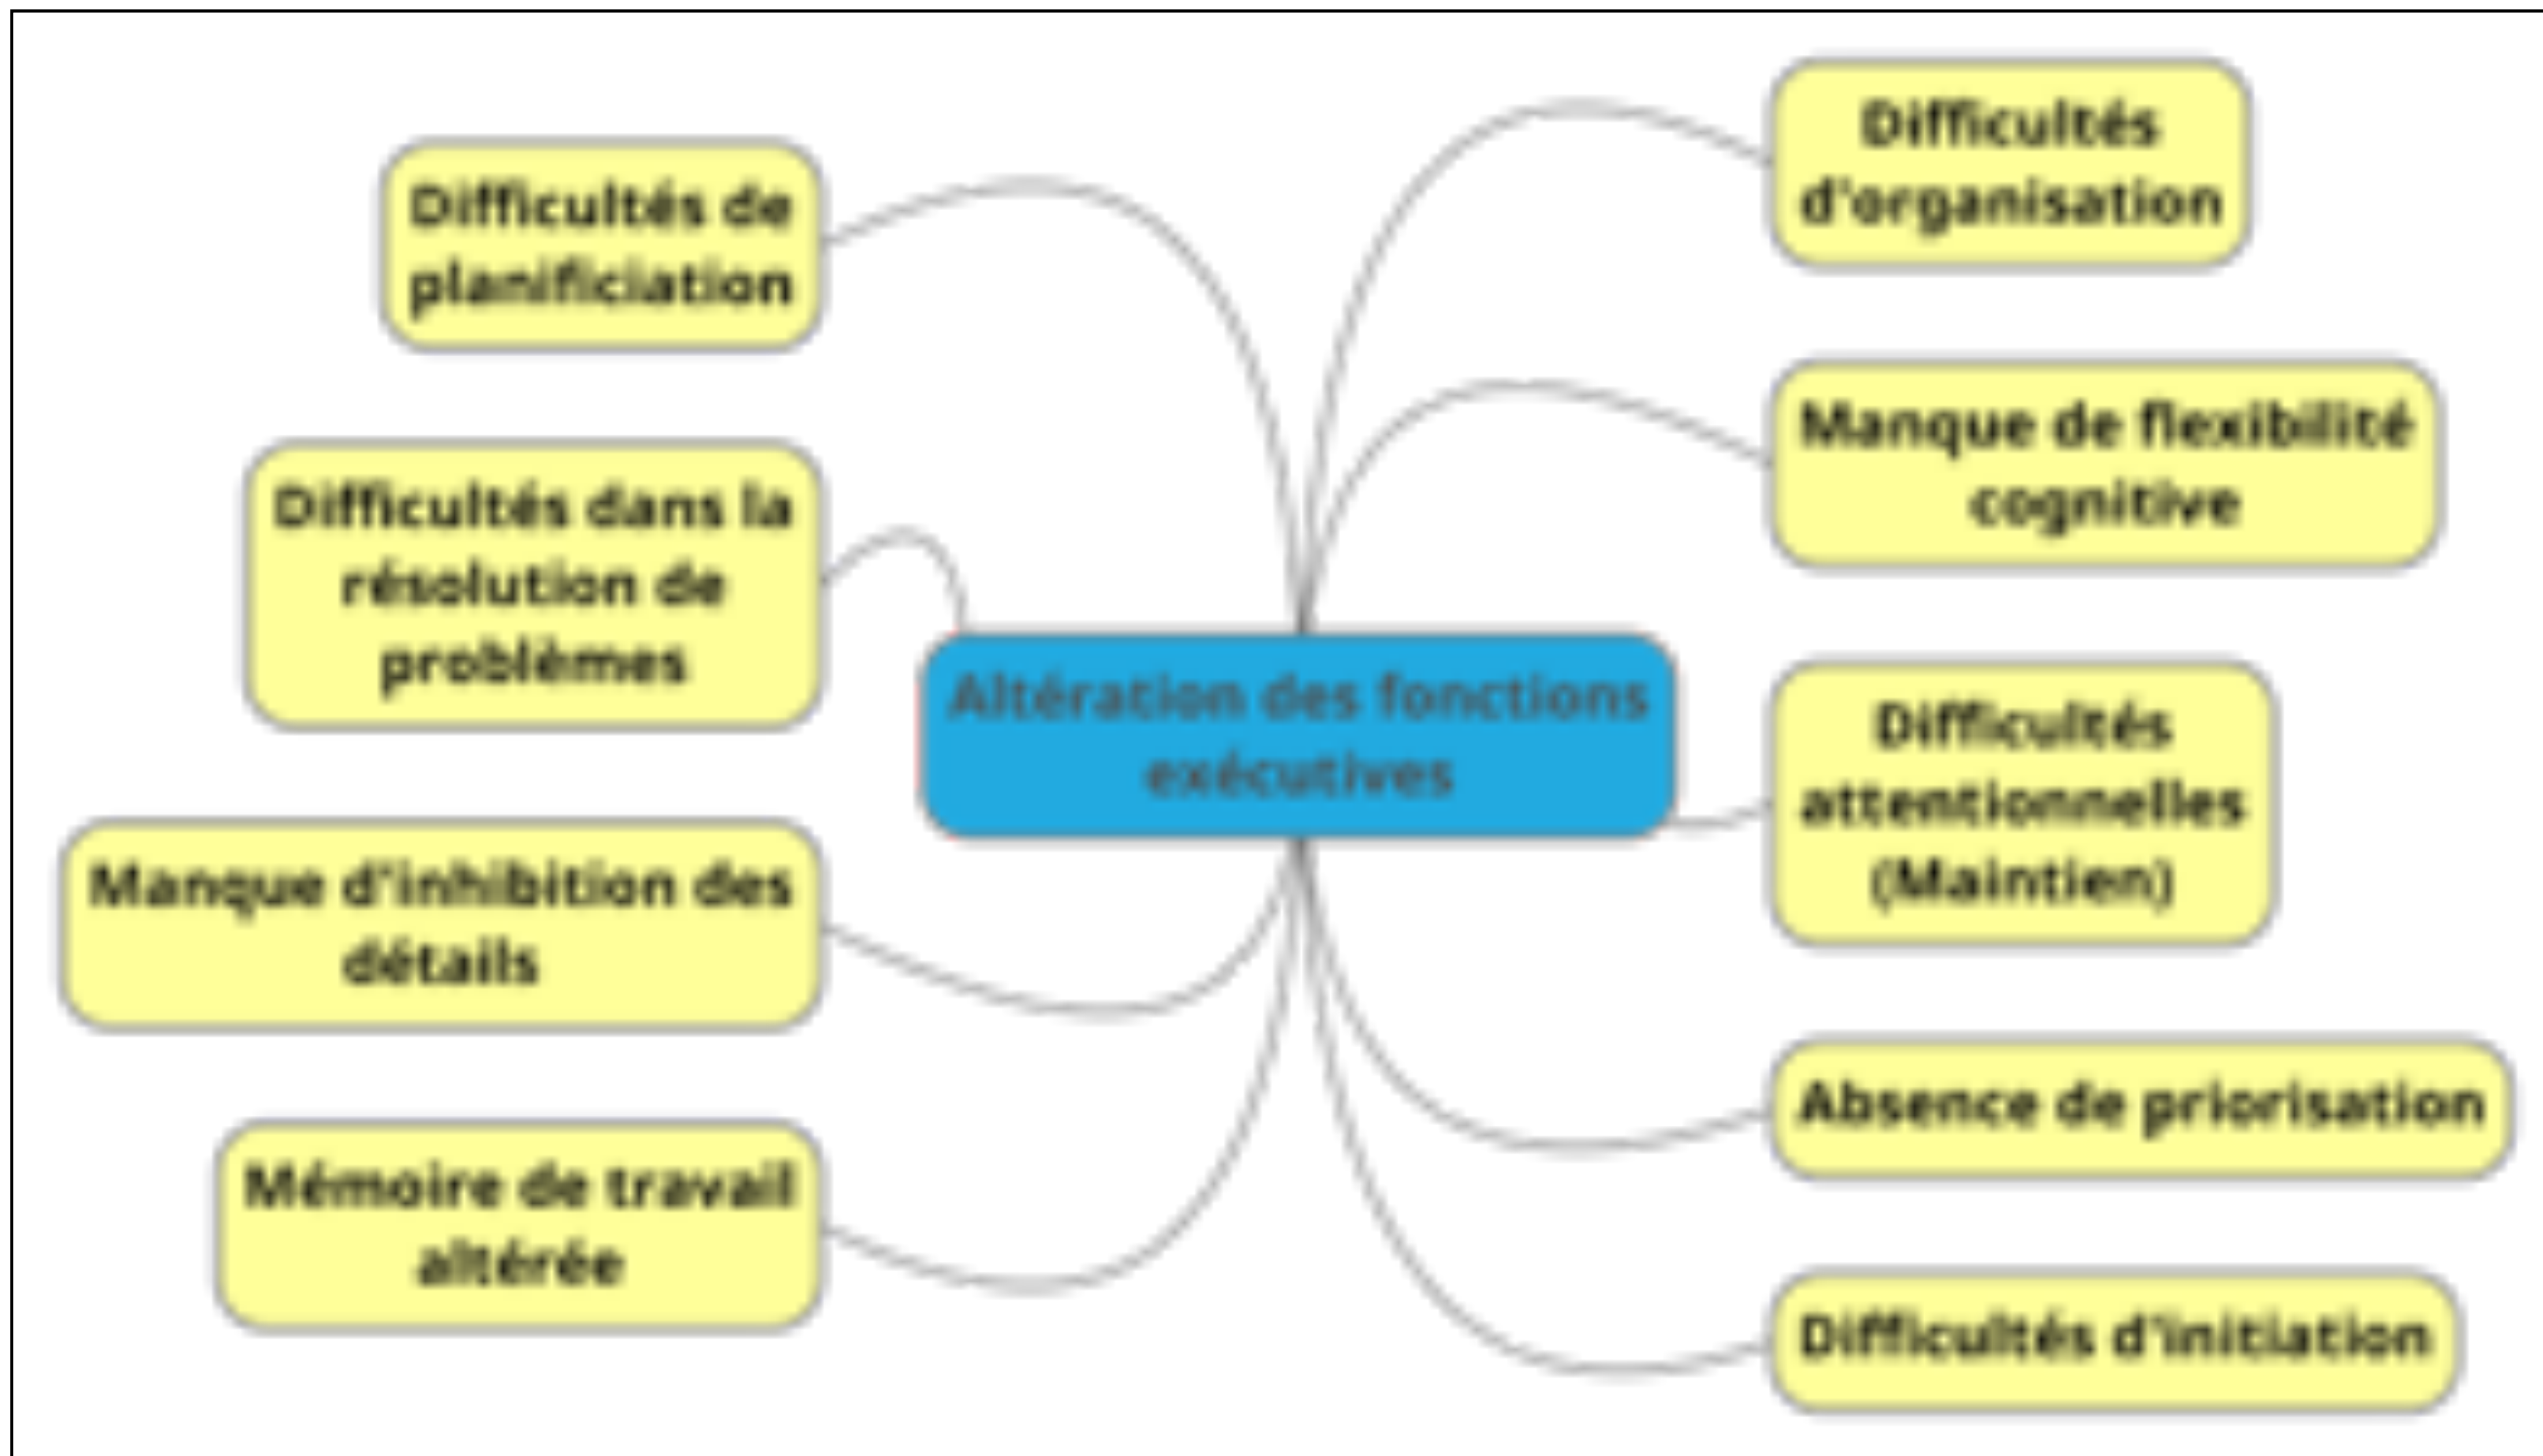 Difficultés de
planificiation
Difficultés dans la
résolution de
problèmes
Manque d'inhibition des
détails
Mémoire de travail
altérée
Altération des fonctions
exécutives
Difficultés
d'organisation
Manque de flexibilité
cognitive
Difficultés
attentionnelles
(Maintien)
Absence de priorisation
Difficultés d'initiation